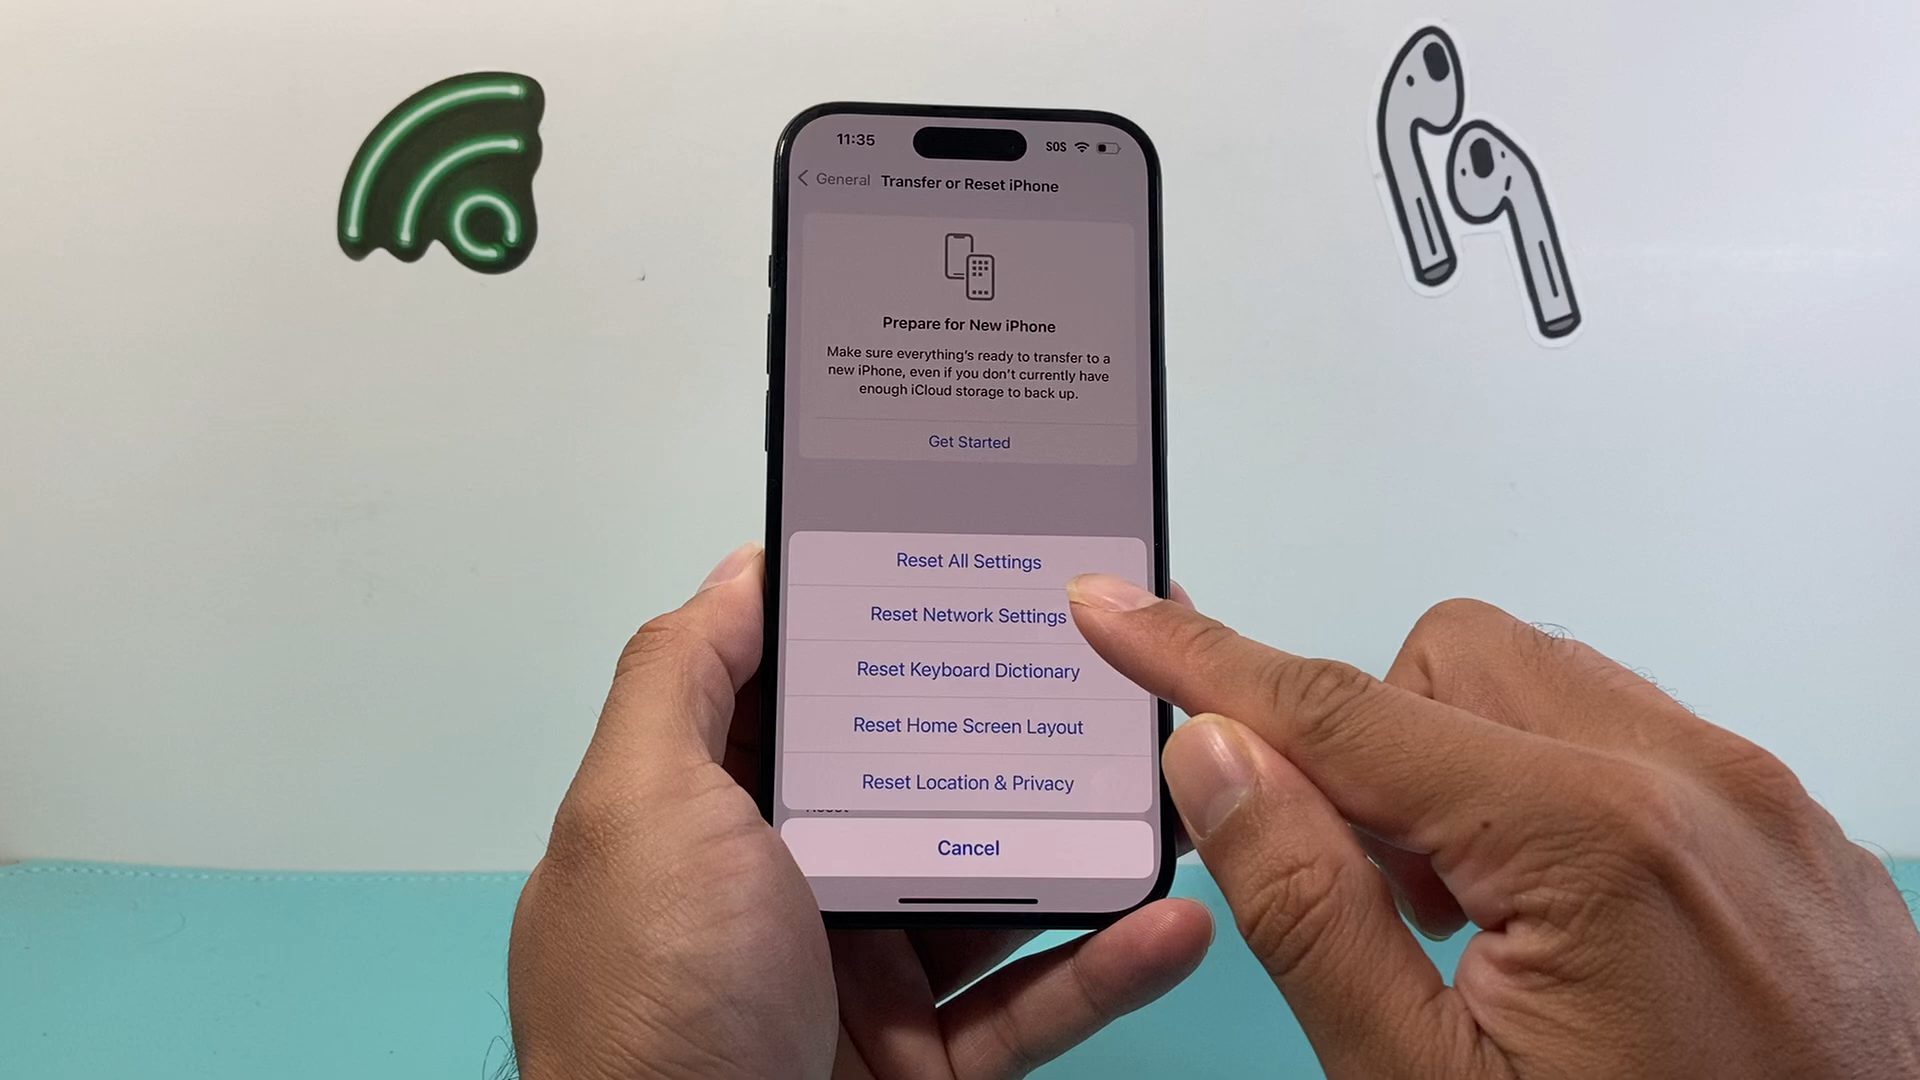 11:35
SOS
General
Transfer or Reset iPhone
Prepare for New iPhone
Make sure everything's ready to transfer to a
new iPhone, even if you don't currently have
enough iCloud storage to back up.
Get Started
Reset All Settings
Reset Network Settings
Reset Keyboard Dictionary
Reset Home Screen Layout
Reset Location & Privacy
Cancel